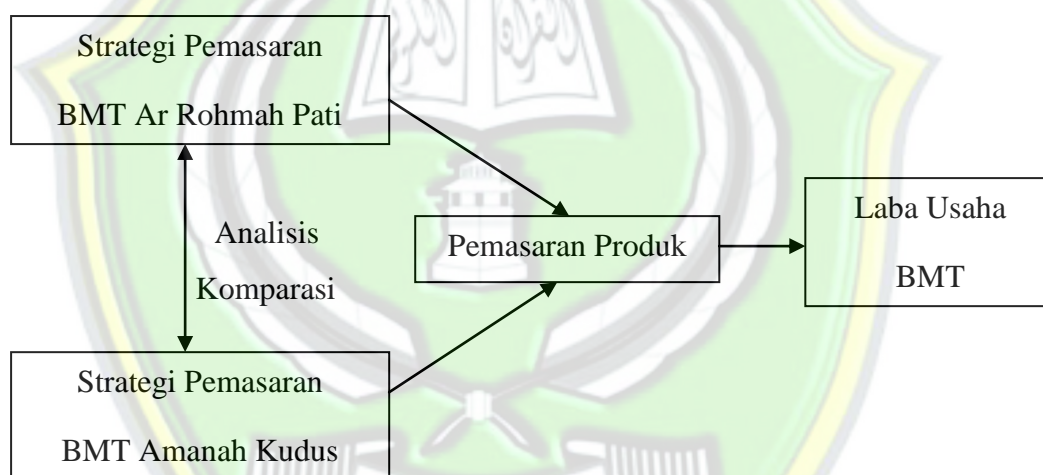 Strategi Pemasaran
BMT Ar Rohmah Pati
Analisis
Komparasi
Pemasaran Produk
Laba Usaha
BMT
Strategi Pemasaran
BMT Amanah Kudus